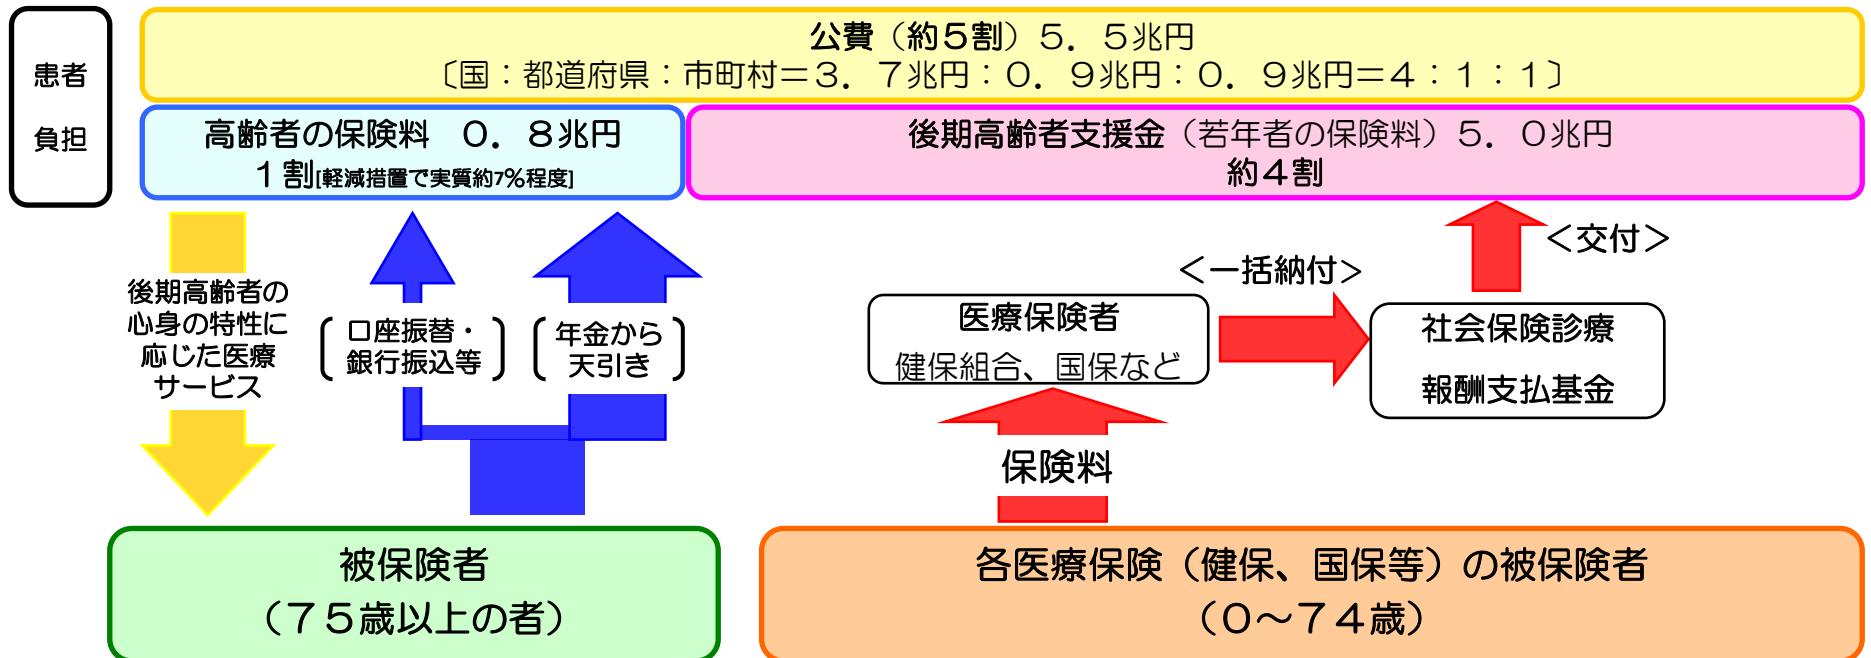 患者
負担
公費（約５割）５．５兆円
〔国：都道府県：市町村＝３．７兆円：０．９兆円：０．９兆円＝４：１：１〕
高齢者の保険料　０．８兆円
１割[軽減措置で実質約7%程度]
後期高齢者支援金（若年者の保険料）５．０兆円
約４割
後期高齢者の
心身の特性に
応じた医療
サービス
口座振替・
銀行振込等
年金から
天引き
＜交付＞
＜一括納付＞
医療保険者
健保組合、国保など
社会保険診療
報酬支払基金
保険料
被保険者
（７５歳以上の者）
各医療保険（健保、国保等）の被保険者
（０～７４歳）